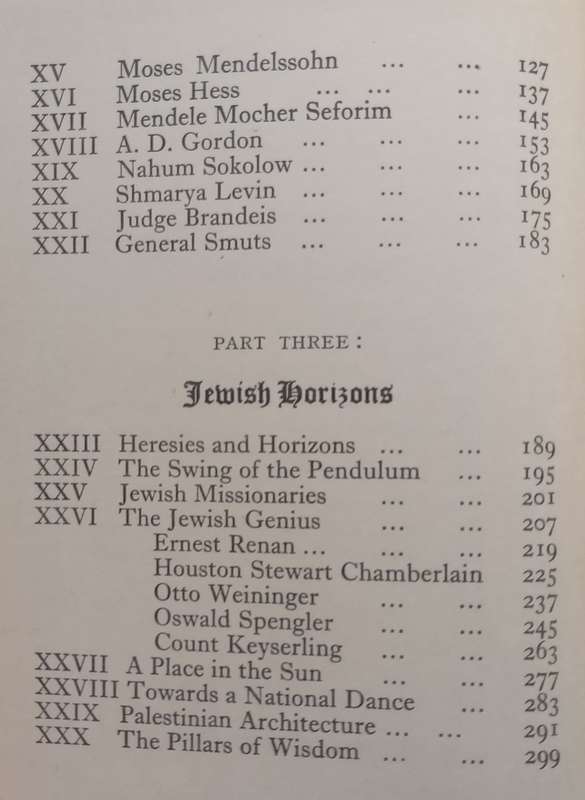 XV Moses Mendelssohn ... ... 127
XVI Moses Hess ... ... ... 137
XVII Mendele Mocher Seforim ... 145
XVIII A. D. Gordon ... ... ... 153
XIX Nahum Sokolow ... ... ... 163
XX Shmarya Levin ... ... ... 169
XXI Judge Brandeis ... ... ... 175
XXII General Smuts ... ... ... 183
PART THREE:
Jewish Horizons
XXIII Heresies and Horizons ... ... 189
XXIV The Swing of the Pendulum ... 195
XXV Jewish Missionaries ... ... 201
XXVI The Jewish Genius ... ... 207
Ernest Renan ... ... ... 219
Houston Stewart Chamberlain 225
Otto Weininger ... ... 237
Oswald Spengler ... ... 245
Count Keyserling ... ... 263
XXVII A Place in the Sun ... ... 277
XXVIII Towards a National Dance ... 283
XXIX Palestinian Architecture ... ... 291
XXX The Pillars of Wisdom ... ... 299